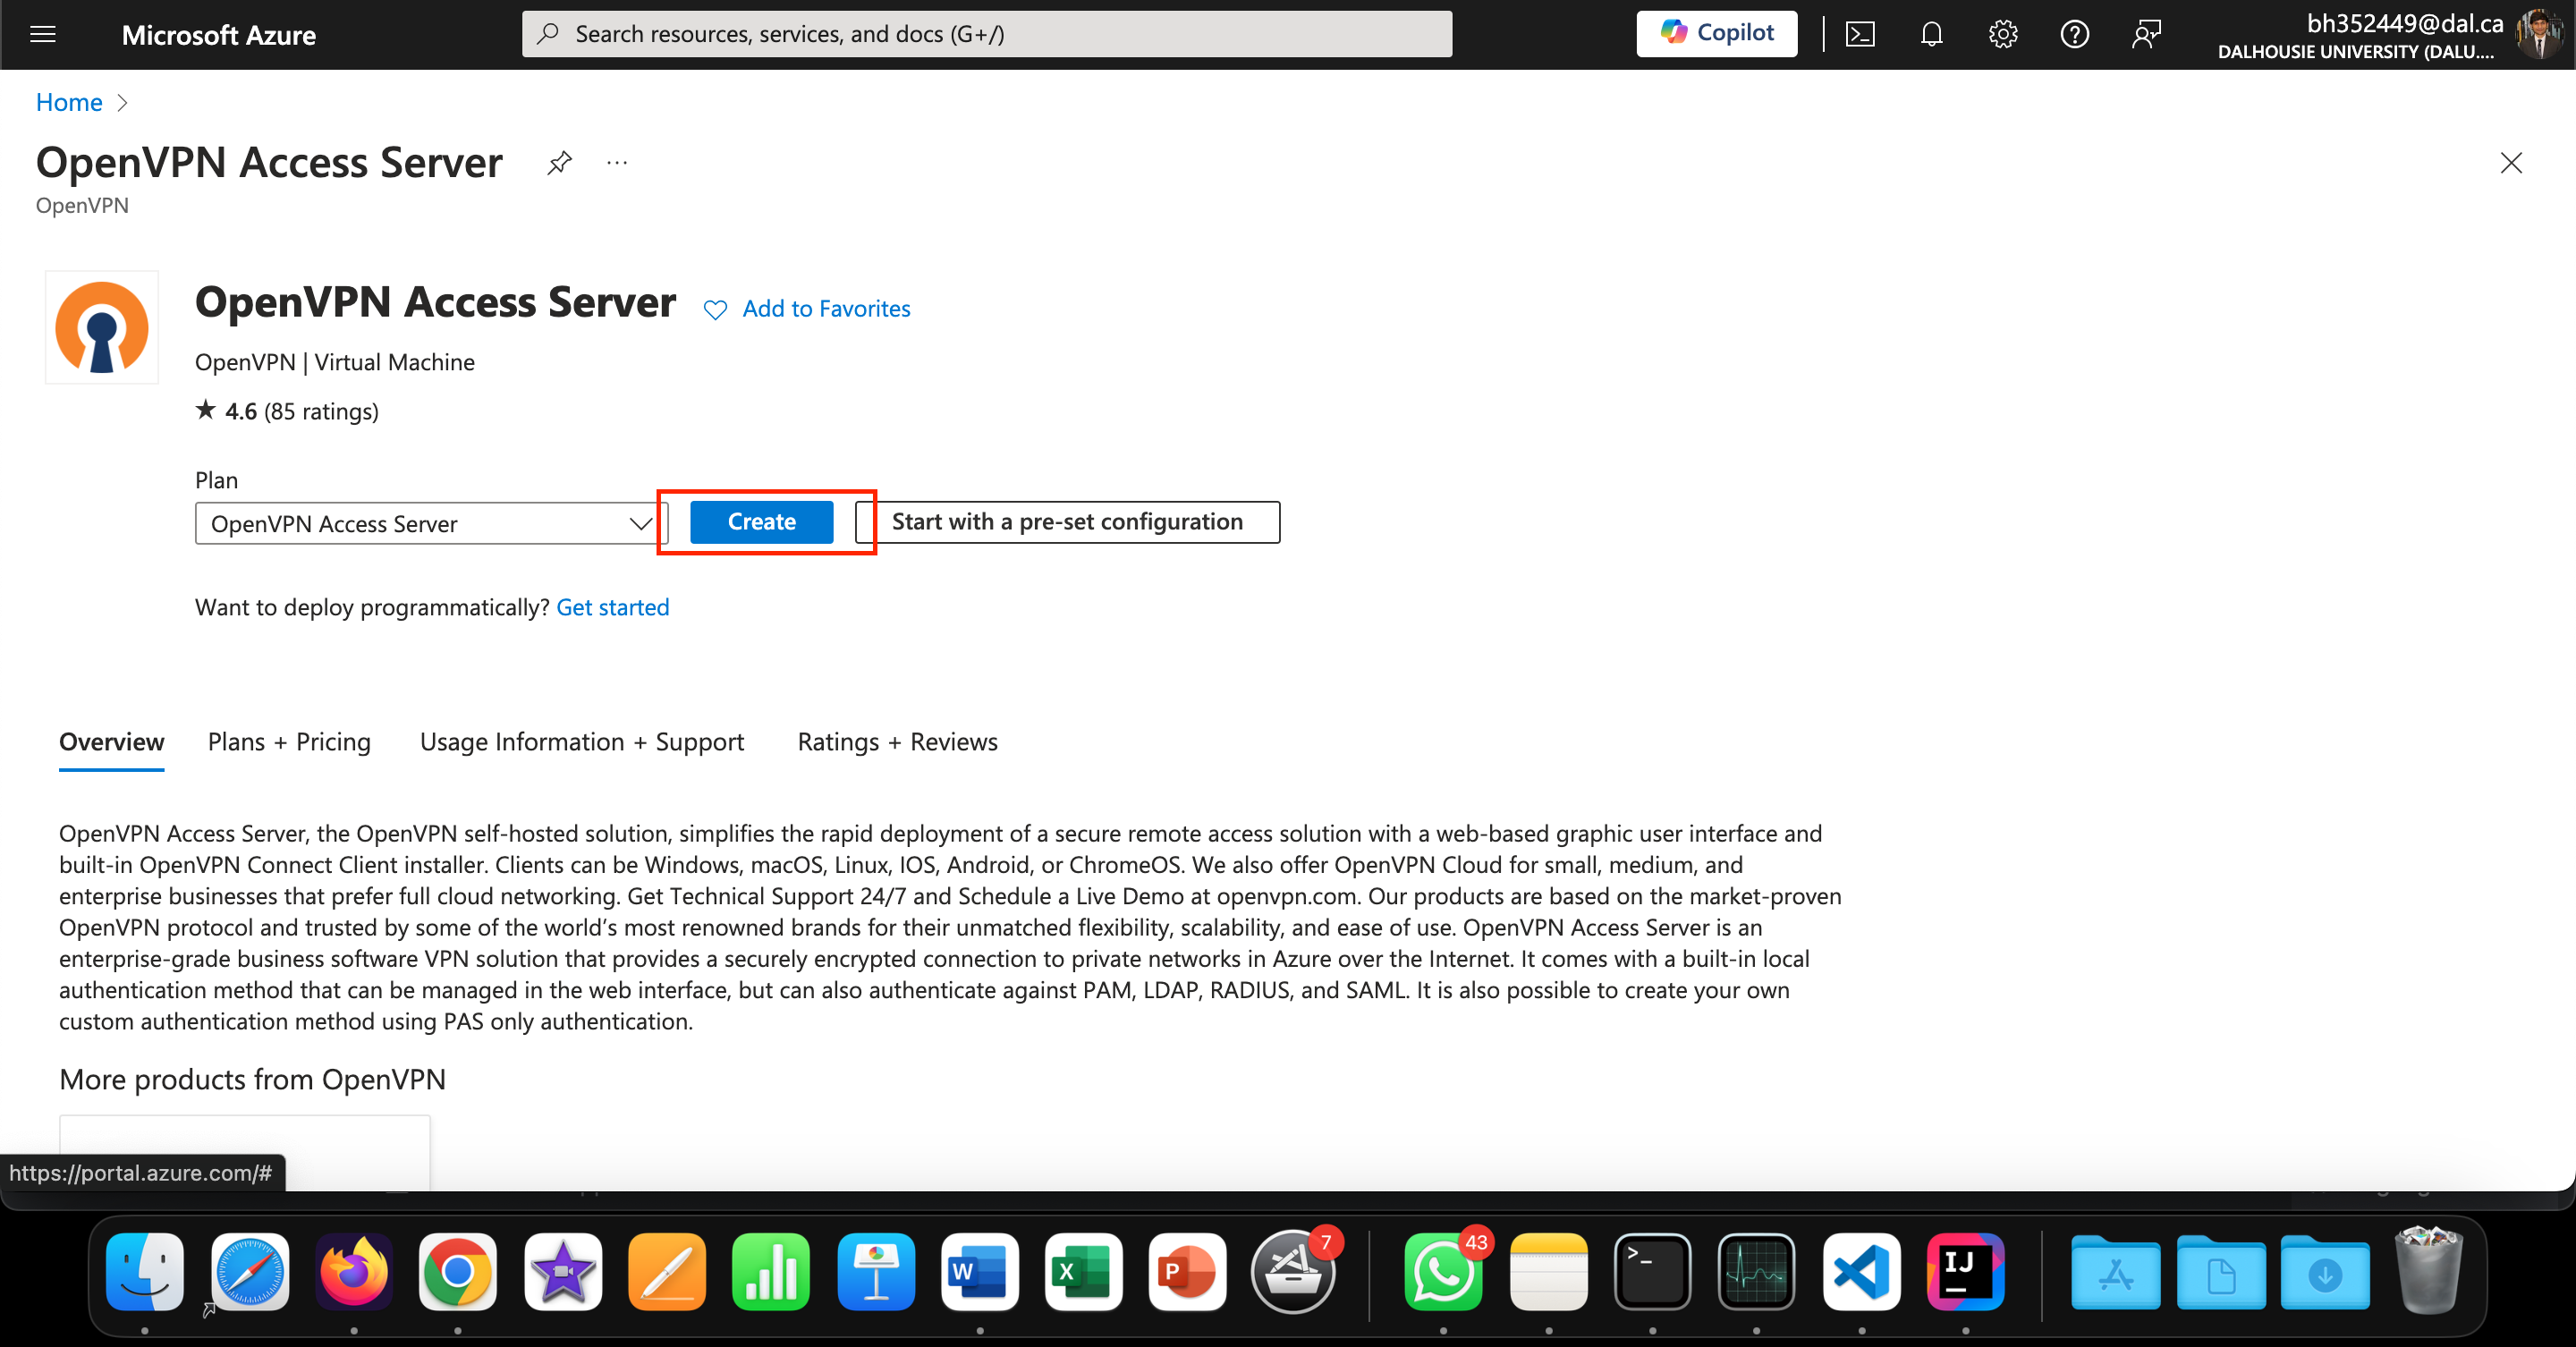 Microsoft Azure
Search resources, services, and docs (G+/)
Copilot
bh352449@dal.ca
DALHOUSIE UNIVERSITY (DALU....
Home
OpenVPN Access Server
OpenVPN
OpenVPN Access Server
Add to Favorites
OpenVPN | Virtual Machine
★ 4.6 (85 ratings)
Plan
OpenVPN Access Server
Create
Start with a pre-set configuration
Want to deploy programmatically? Get started
Overview
Plans + Pricing
Usage Information + Support
Ratings + Reviews
OpenVPN Access Server, the OpenVPN self-hosted solution, simplifies the rapid deployment of a secure remote access solution with a web-based graphic user interface and
built-in OpenVPN Connect Client installer. Clients can be Windows, macOS, Linux, IOS, Android, or ChromeOS. We also offer OpenVPN Cloud for small, medium, and
enterprise businesses that prefer full cloud networking. Get Technical Support 24/7 and Schedule a Live Demo at openvpn.com. Our products are based on the market-proven
OpenVPN protocol and trusted by some of the world's most renowned brands for their unmatched flexibility, scalability, and ease of use. OpenVPN Access Server is an
enterprise-grade business software VPN solution that provides a securely encrypted connection to private networks in Azure over the Internet. It comes with a built-in local
authentication method that can be managed in the web interface, but can also authenticate against PAM, LDAP, RADIUS, and SAML. It is also possible to create your own
custom authentication method using PAS only authentication.
More products from OpenVPN
https://portal.azure.com/#
W
X
P
7
43
>_
IJ